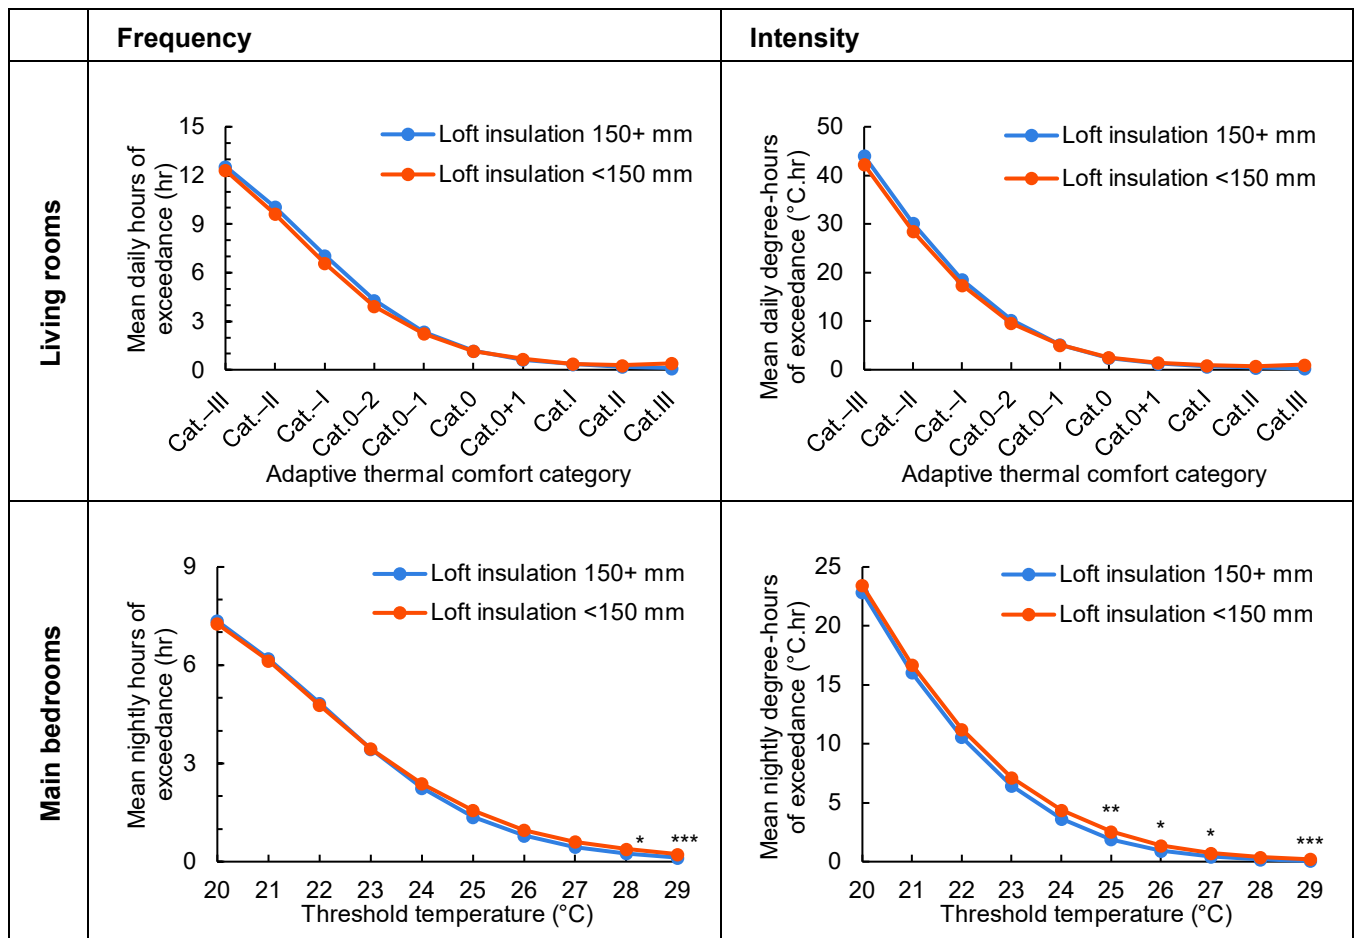 Frequency
Intensity
Living rooms
Mean daily hours of
exceedance (hr)
15
12
9
6
3
0
Loft insulation 150+ mm
Loft insulation <150 mm
Cat.–III
Cat.–II
Cat.–I
Cat.0–2
Cat.0–1
Cat.0
Cat.0+1
Cat.I
Cat.II
Cat.III
Adaptive thermal comfort category
Mean daily degree-hours
of exceedance (°C.hr)
50
40
30
20
10
0
Loft insulation 150+ mm
Loft insulation <150 mm
Cat.–III
Cat.–II
Cat.–I
Cat.0–2
Cat.0–1
Cat.0
Cat.0+1
Cat.I
Cat.II
Cat.III
Adaptive thermal comfort category
Main bedrooms
Mean nightly hours of
exceedance (hr)
9
6
3
0
Loft insulation 150+ mm
Loft insulation <150 mm
* ***
20 21 22 23 24 25 26 27 28 29
Threshold temperature (°C)
Mean nightly degree-hours
of exceedance (°C.hr)
25
20
15
10
5
0
Loft insulation 150+ mm
Loft insulation <150 mm
** * * ***
20 21 22 23 24 25 26 27 28 29
Threshold temperature (°C)